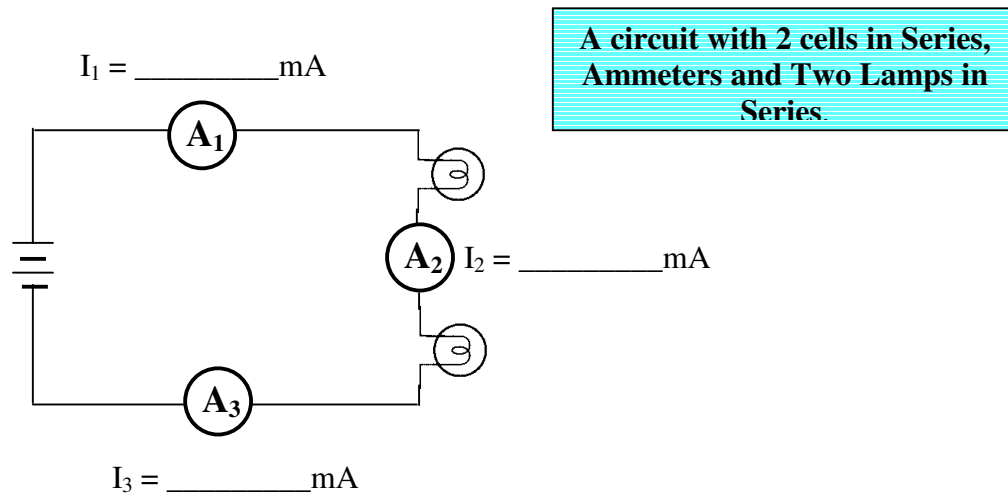 A circuit with 2 cells in Series,
Ammeters and Two Lamps in
Series.
I₁ = _________mA
A₁
A₂ I₂ = _________mA
A₃
I₃ = _________mA